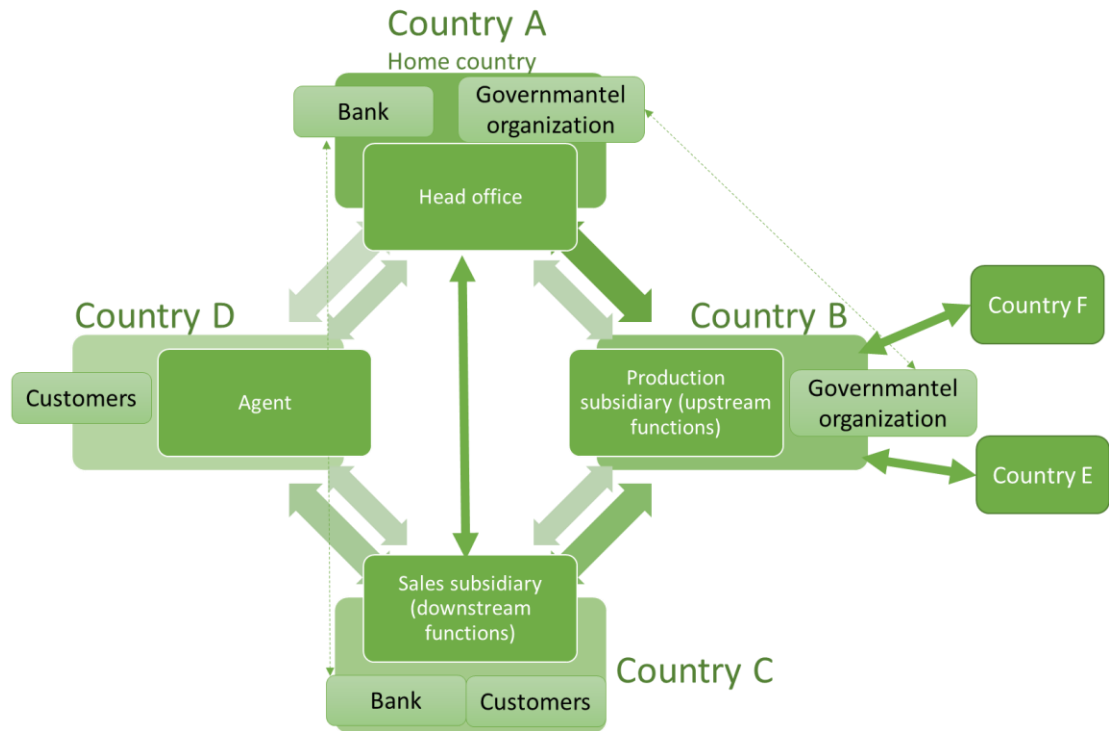 Country A
Home country
Bank
Governmantel
organization
Head office
Country D
Country B
Country F
Customers
Agent
Production
subsidiary (upstream
functions)
Governmantel
organization
Country E
Sales subsidiary
(downstream
functions)
Country C
Bank
Customers